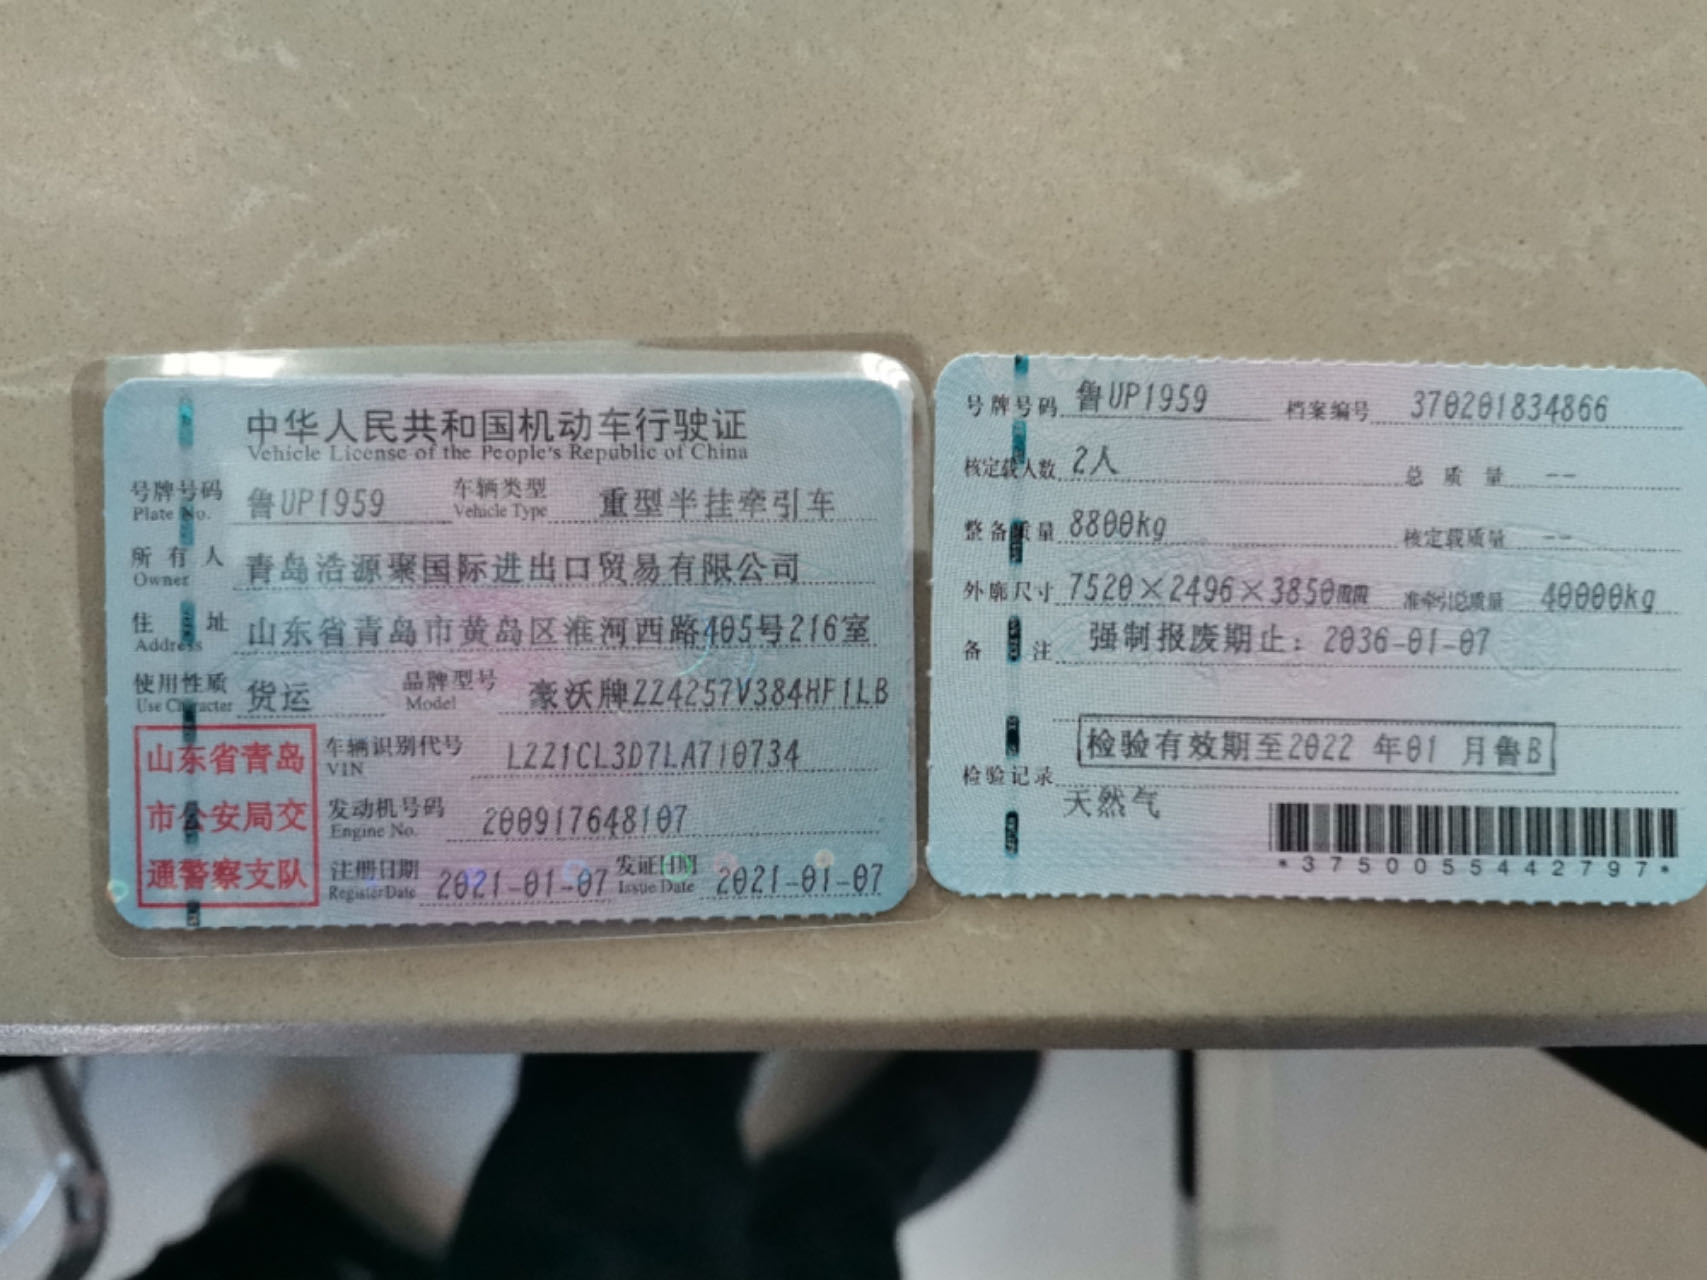 中华人民共和国机动车行驶证
Vehicle License of the People's Republic of China
号牌号码 鲁UP1959 车辆类型 重型半挂牵引车
Plate No. Vehicle Type
所有人 青岛浩源聚国际进出口贸易有限公司
Owner
住址 山东省青岛市黄岛区淮河西路405号216室
Address
使用性质 货运 品牌型号 豪沃牌ZZ4257V384HF1LB
Use Character Model
山东省青岛
市公安局交
通警察支队
车辆识别代号 LZZ1CL3D7LA710734
VIN
发动机号码 200917648107
Engine No.
注册日期 2021-01-07 发证日期 2021-01-07
Register Date Issue Date
号牌号码 鲁UP1959 档案编号 370201834866
核定载人数 2人 总质量 --
整备质量 8800kg 核定载质量 --
外廓尺寸 7520×2496×3850mm 准牵引总质量 40000kg
备注 强制报废期止：2036-01-07
检验有效期至2022 年01 月鲁B
检验记录
天然气
*3750055442797*